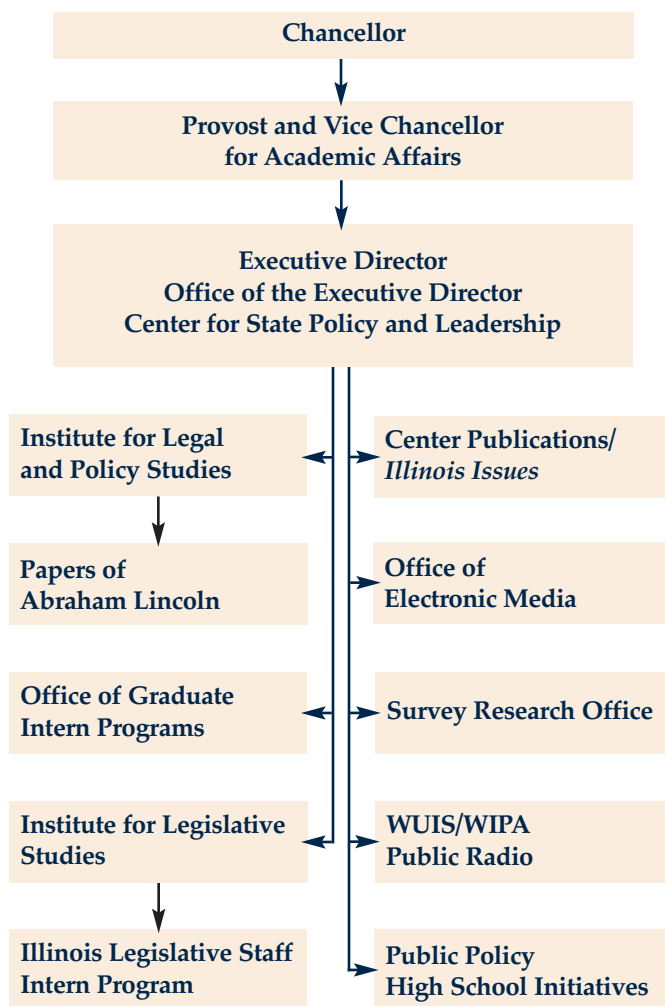 Chancellor
Provost and Vice Chancellor
for Academic Affairs
Executive Director
Office of the Executive Director
Center for State Policy and Leadership
Institute for Legal
and Policy Studies
Center Publications/
Illinois Issues
Papers of
Abraham Lincoln
Office of
Electronic Media
Office of Graduate
Intern Programs
Survey Research Office
Institute for Legislative
Studies
WUIS/WIPA
Public Radio
Illinois Legislative Staff
Intern Program
Public Policy
High School Initiatives